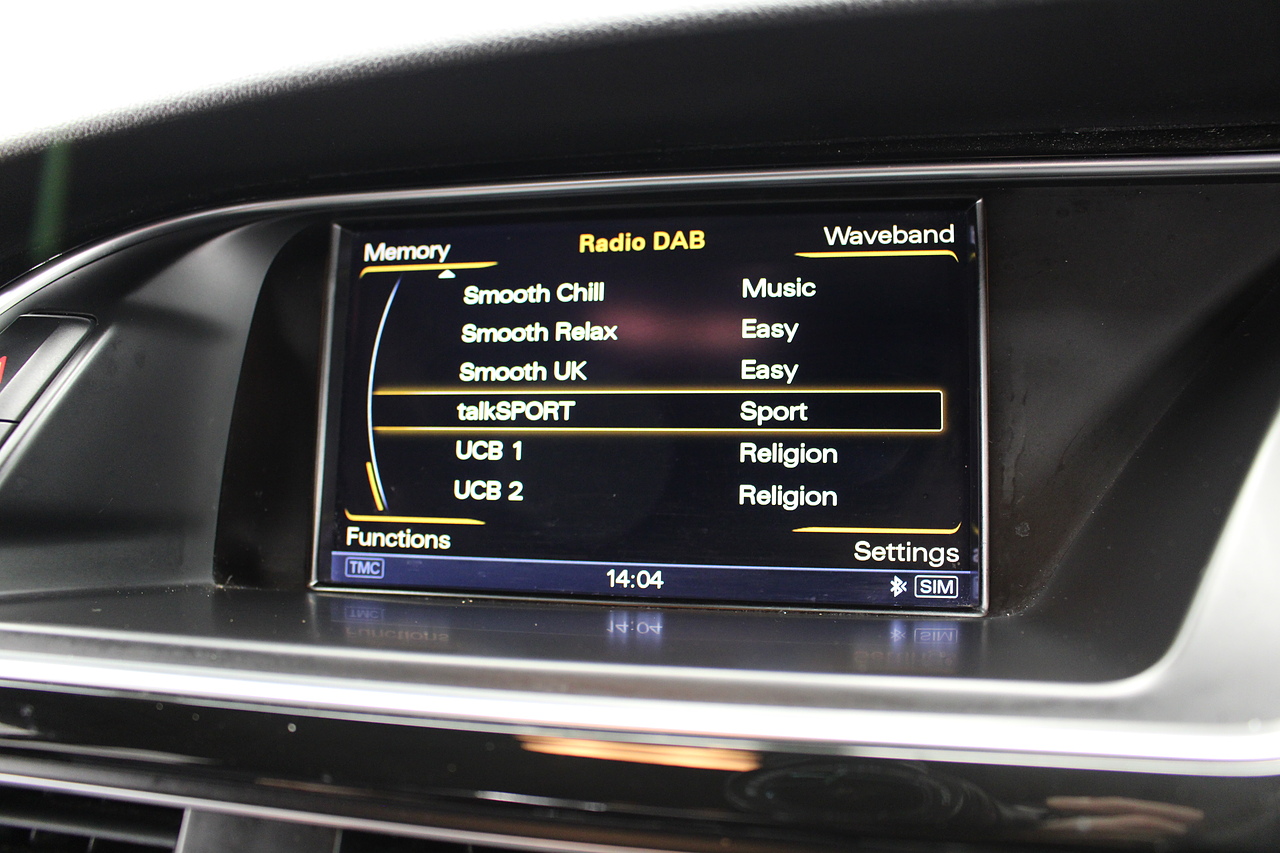 Memory Radio DAB Waveband
Smooth Chill Music
Smooth Relax Easy
Smooth UK Easy
talkSPORT Sport
UCB 1 Religion
UCB 2 Religion
Functions Settings
TMC 14:04 SIM